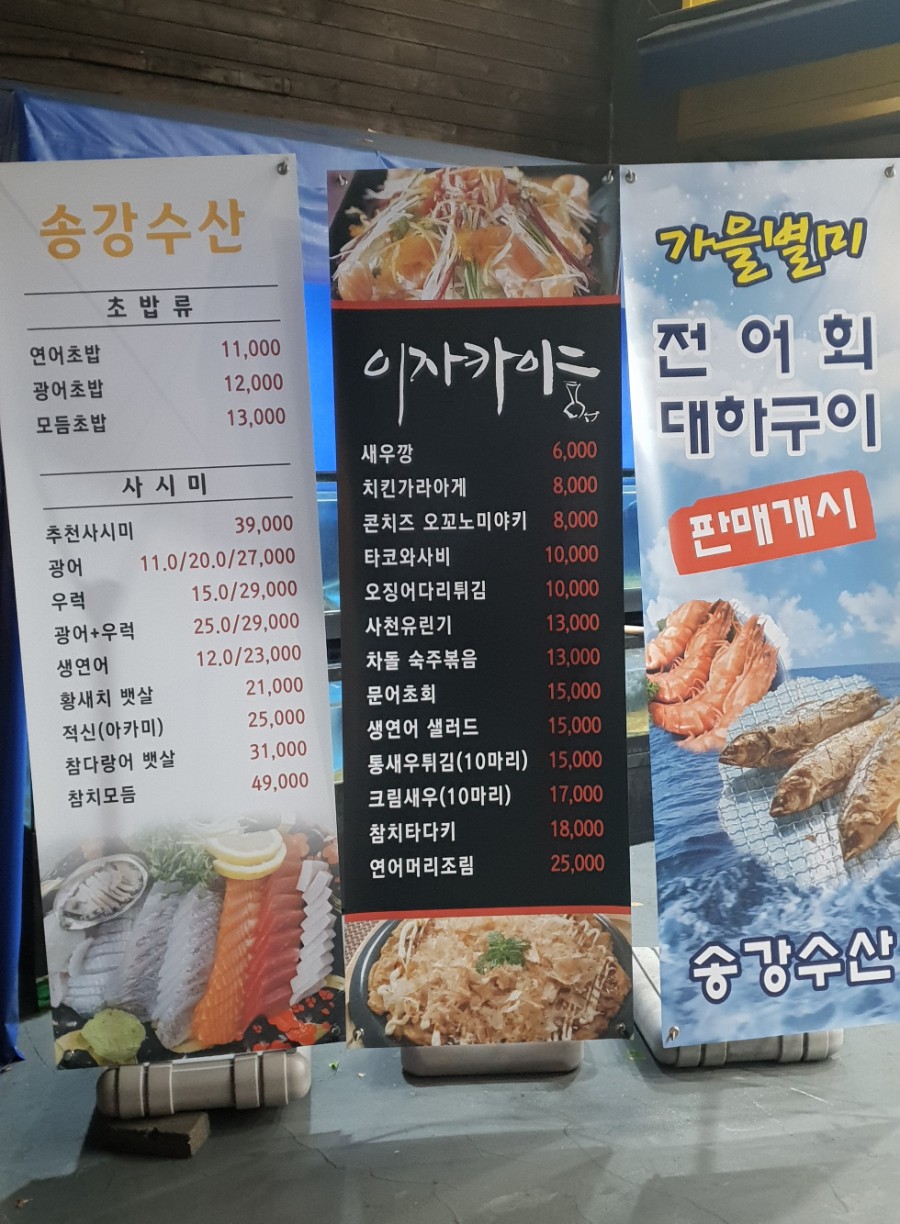 송강수산
초밥류
연어초밥 11,000
광어초밥 12,000
모듬초밥 13,000
사시미
추천사시미 39,000
광어 11.0/20.0/27,000
우럭 15.0/29,000
광어+우럭 25.0/29,000
생연어 12.0/23,000
황새치 뱃살 21,000
적신(아카미) 25,000
참다랑어 뱃살 31,000
참치모듬 49,000
이자카야드
새우깡 6,000
치킨가라아게 8,000
콘치즈 오꼬노미야키 8,000
타코와사비 10,000
오징어다리튀김 10,000
사천유린기 13,000
차돌 숙주볶음 13,000
문어초회 15,000
생연어 샐러드 15,000
통새우튀김(10마리) 15,000
크림새우(10마리) 17,000
참치타다키 18,000
연어머리조림 25,000
가을별미
전어회
대하구이
판매개시
송강수산